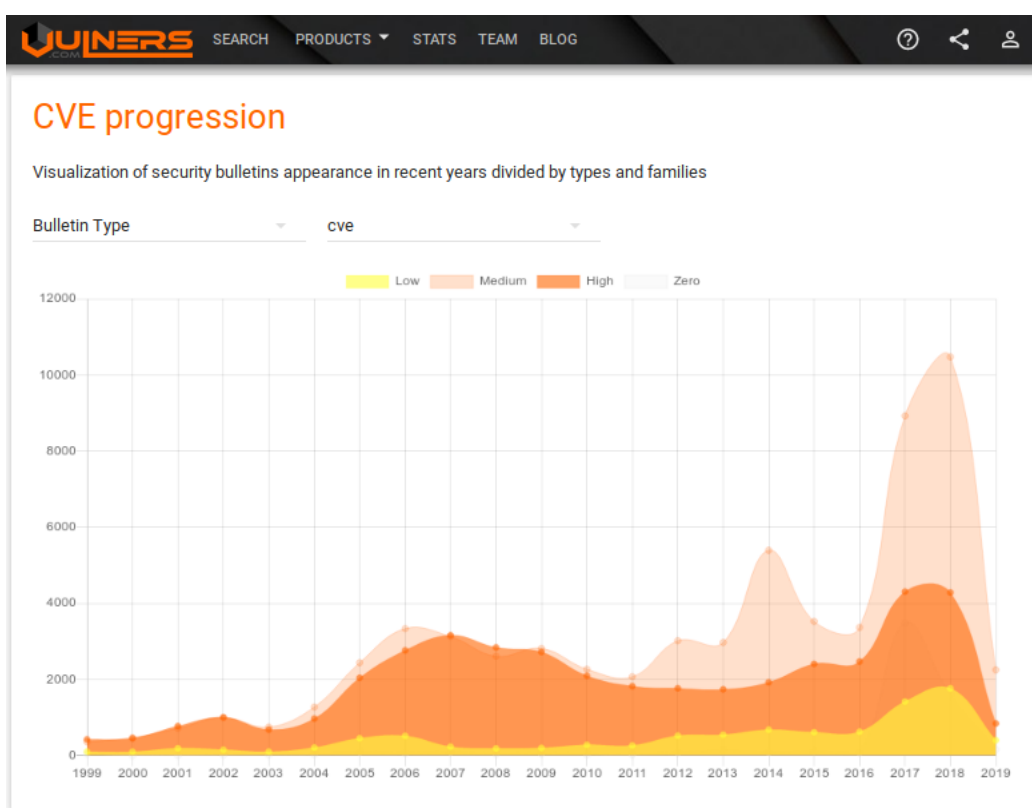 VULNERS
.COM
SEARCH PRODUCTS STATS TEAM BLOG
CVE progression
Visualization of security bulletins appearance in recent years divided by types and families
Bulletin Type cve
Low Medium High Zero
12000
10000
8000
6000
4000
2000
0
1999 2000 2001 2002 2003 2004 2005 2006 2007 2008 2009 2010 2011 2012 2013 2014 2015 2016 2017 2018 2019